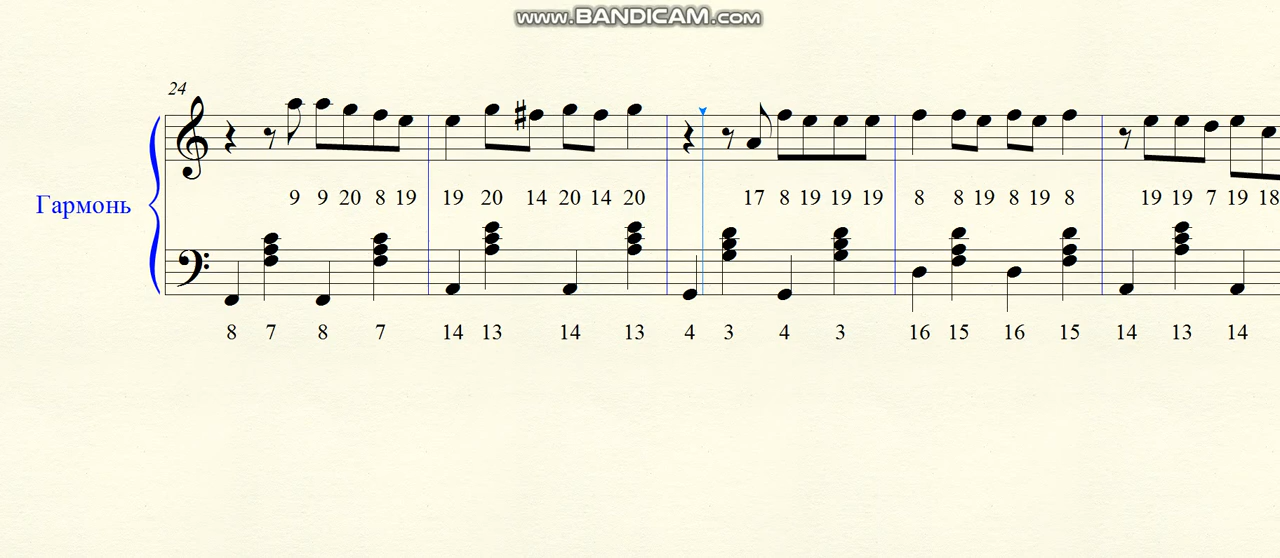 www.BANDICAM.com
24
Гармонь
9 9 20 8 19 19 20 14 20 14 20 17 8 19 19 19 8 8 19 8 19 8 19 19 7 19 18
8 7 8 7 14 13 14 13 4 3 4 3 16 15 16 15 14 13 14